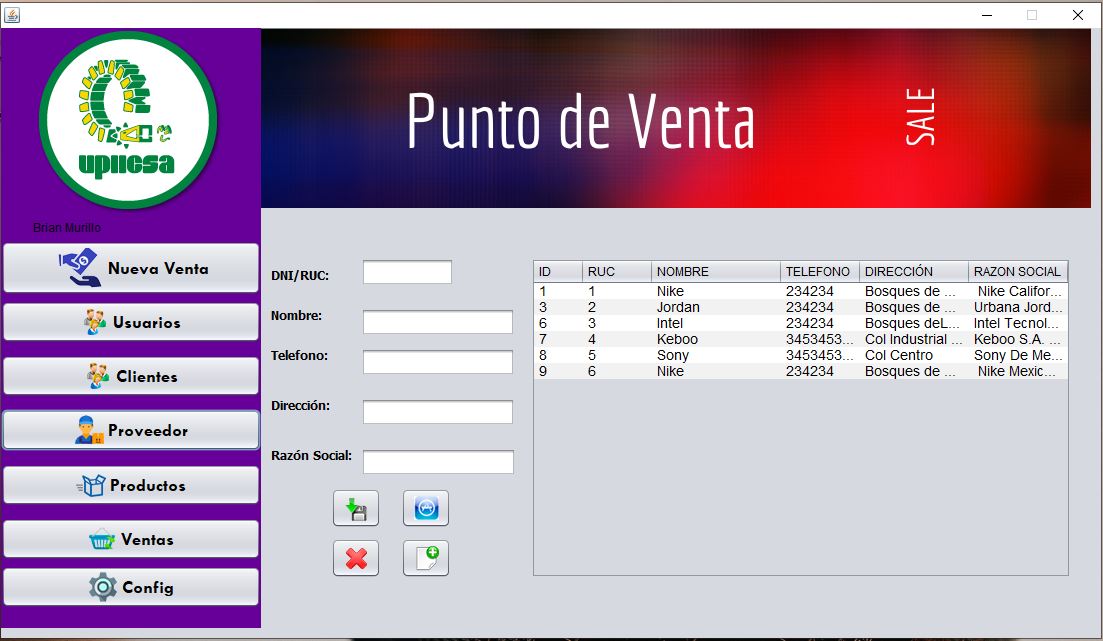 Punto de Venta
SALE
upiicsa
Brian Murillo
Nueva Venta
Usuarios
Clientes
Proveedor
Productos
Ventas
Config
DNI/RUC:
Nombre:
Telefono:
Dirección:
Razón Social:
ID RUC NOMBRE TELEFONO DIRECCIÓN RAZON SOCIAL
1 1 Nike 234234 Bosques de ... Nike Califor...
3 2 Jordan 234234 Bosques de ... Urbana Jord...
6 3 Intel 234234 Bosques deL... Intel Tecnol...
7 4 Keboo 3453453... Col Industrial ... Keboo S.A. ...
8 5 Sony 3453453... Col Centro Sony De Me...
9 6 Nike 234234 Bosques de ... Nike Mexic...